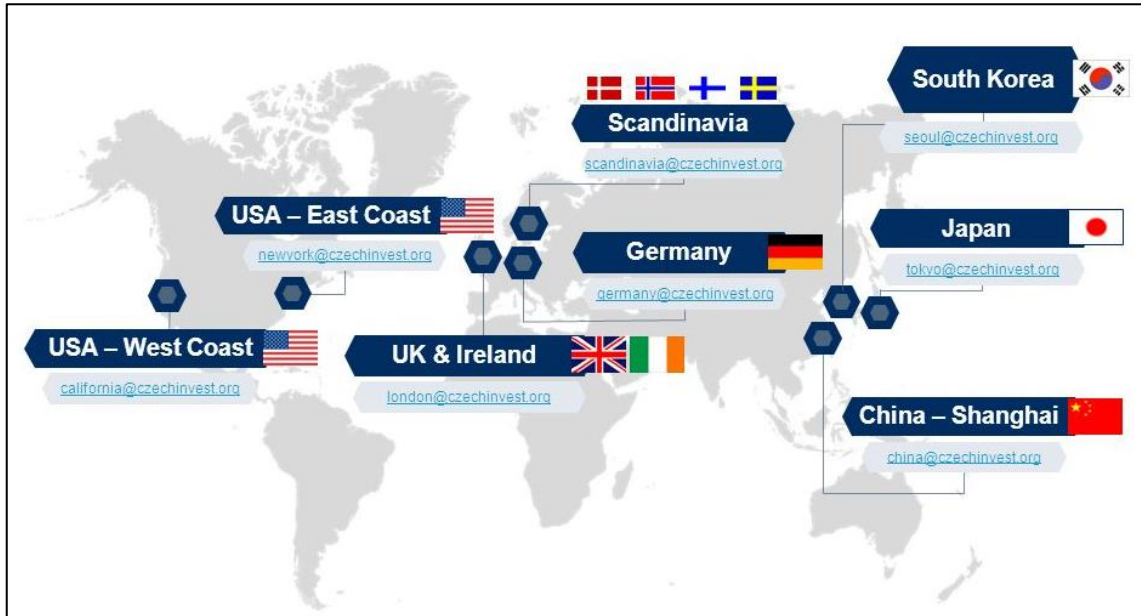 South Korea
seoul@czechinvest.org
Scandinavia
scandinavia@czechinvest.org
USA – East Coast
newyork@czechinvest.org
Germany
germany@czechinvest.org
Japan
tokyo@czechinvest.org
USA – West Coast
california@czechinvest.org
UK & Ireland
london@czechinvest.org
China – Shanghai
china@czechinvest.org